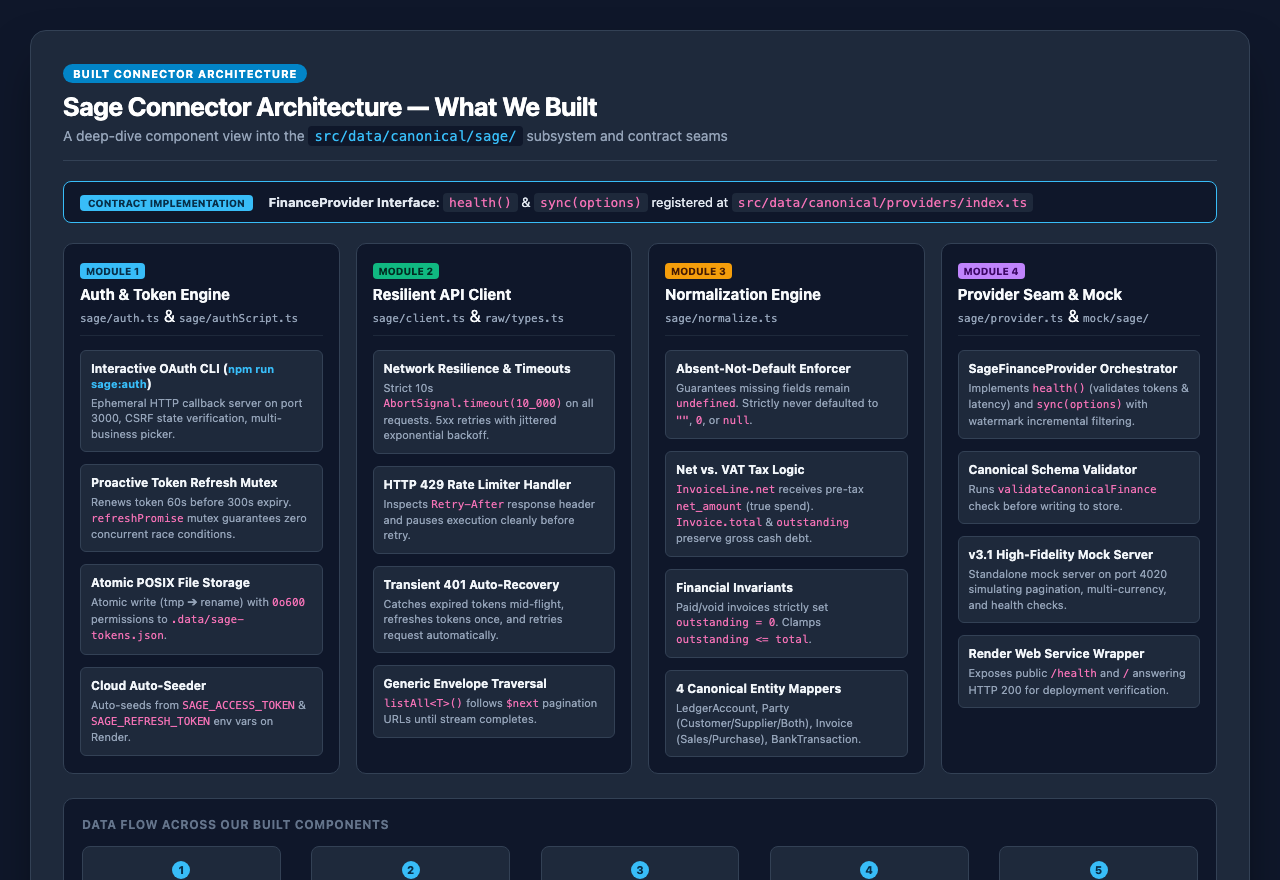 BUILT CONNECTOR ARCHITECTURE
Sage Connector Architecture — What We Built
A deep-dive component view into the src/data/canonical/sage/ subsystem and contract seams
CONTRACT IMPLEMENTATION FinanceProvider Interface: health() & sync(options) registered at src/data/canonical/providers/index.ts
MODULE 1
Auth & Token Engine
sage/auth.ts & sage/authScript.ts
Interactive OAuth CLI (npm run
sage:auth)
Ephemeral HTTP callback server on port
3000, CSRF state verification, multi-
business picker.
Proactive Token Refresh Mutex
Renews token 60s before 300s expiry.
refreshPromise mutex guarantees zero
concurrent race conditions.
Atomic POSIX File Storage
Atomic write (tmp ➔ rename) with 0o600
permissions to .data/sage-
tokens.json.
Cloud Auto-Seeder
Auto-seeds from SAGE_ACCESS_TOKEN &
SAGE_REFRESH_TOKEN env vars on
Render.
MODULE 2
Resilient API Client
sage/client.ts & raw/types.ts
Network Resilience & Timeouts
Strict 10s
AbortSignal.timeout(10_000) on all
requests. 5xx retries with jittered
exponential backoff.
HTTP 429 Rate Limiter Handler
Inspects Retry-After response header
and pauses execution cleanly before
retry.
Transient 401 Auto-Recovery
Catches expired tokens mid-flight,
refreshes tokens once, and retries
request automatically.
Generic Envelope Traversal
listAll<T>() follows $next pagination
URLs until stream completes.
MODULE 3
Normalization Engine
sage/normalize.ts
Absent-Not-Default Enforcer
Guarantees missing fields remain
undefined. Strictly never defaulted to
"", 0, or null.
Net vs. VAT Tax Logic
InvoiceLine.net receives pre-tax
net_amount (true spend).
Invoice.total & outstanding
preserve gross cash debt.
Financial Invariants
Paid/void invoices strictly set
outstanding = 0. Clamps
outstanding <= total.
4 Canonical Entity Mappers
LedgerAccount, Party
(Customer/Supplier/Both), Invoice
(Sales/Purchase), BankTransaction.
MODULE 4
Provider Seam & Mock
sage/provider.ts & mock/sage/
SageFinanceProvider Orchestrator
Implements health() (validates tokens &
latency) and sync(options) with
watermark incremental filtering.
Canonical Schema Validator
Runs validateCanonicalFinance
check before writing to store.
v3.1 High-Fidelity Mock Server
Standalone mock server on port 4020
simulating pagination, multi-currency,
and health checks.
Render Web Service Wrapper
Exposes public /health and / answering
HTTP 200 for deployment verification.
DATA FLOW ACROSS OUR BUILT COMPONENTS
1
2
3
4
5